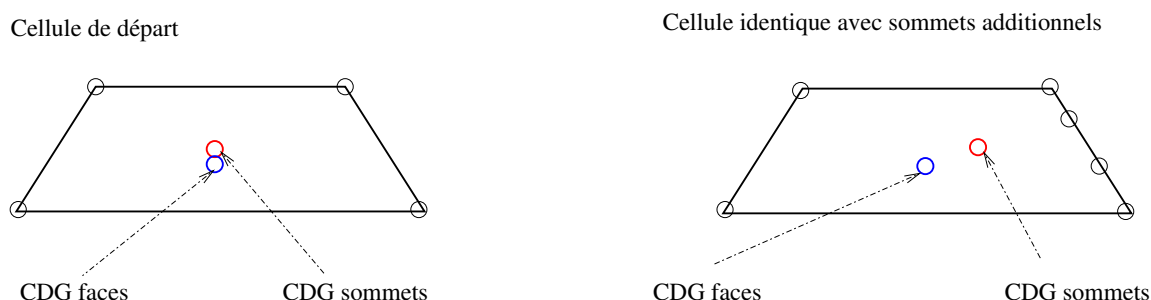 Cellule de départ
Cellule identique avec sommets additionnels
CDG faces
CDG sommets
CDG faces
CDG sommets